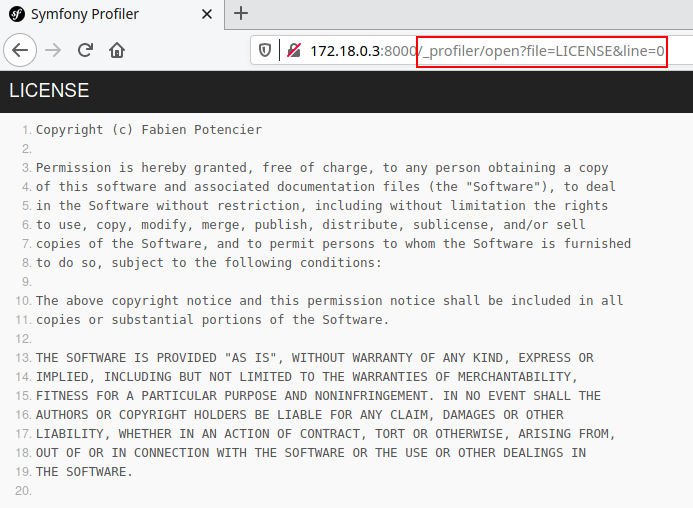 sf Symfony Profiler
172.18.0.3:8000/_profiler/open?file=LICENSE&line=0
LICENSE
1. Copyright (c) Fabien Potencier
2.
3. Permission is hereby granted, free of charge, to any person obtaining a copy
4. of this software and associated documentation files (the "Software"), to deal
5. in the Software without restriction, including without limitation the rights
6. to use, copy, modify, merge, publish, distribute, sublicense, and/or sell
7. copies of the Software, and to permit persons to whom the Software is furnished
8. to do so, subject to the following conditions:
9.
10. The above copyright notice and this permission notice shall be included in all
11. copies or substantial portions of the Software.
12.
13. THE SOFTWARE IS PROVIDED "AS IS", WITHOUT WARRANTY OF ANY KIND, EXPRESS OR
14. IMPLIED, INCLUDING BUT NOT LIMITED TO THE WARRANTIES OF MERCHANTABILITY,
15. FITNESS FOR A PARTICULAR PURPOSE AND NONINFRINGEMENT. IN NO EVENT SHALL THE
16. AUTHORS OR COPYRIGHT HOLDERS BE LIABLE FOR ANY CLAIM, DAMAGES OR OTHER
17. LIABILITY, WHETHER IN AN ACTION OF CONTRACT, TORT OR OTHERWISE, ARISING FROM,
18. OUT OF OR IN CONNECTION WITH THE SOFTWARE OR THE USE OR OTHER DEALINGS IN
19. THE SOFTWARE.
20.